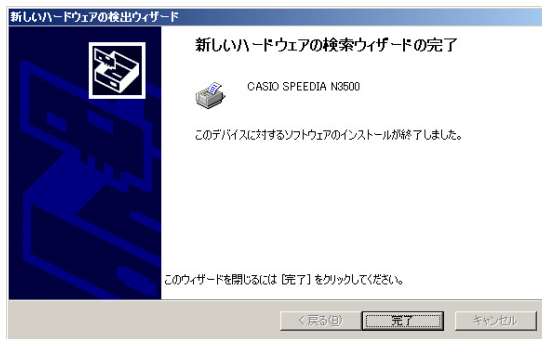 新しいハードウェアの検出ウィザード
新しいハードウェアの検索ウィザードの完了
CASIO SPEEDIA N3500
このデバイスに対するソフトウェアのインストールが終了しました。
このウィザードを閉じるには [完了] をクリックしてください。
< 戻る(B)
完了
キャンセル